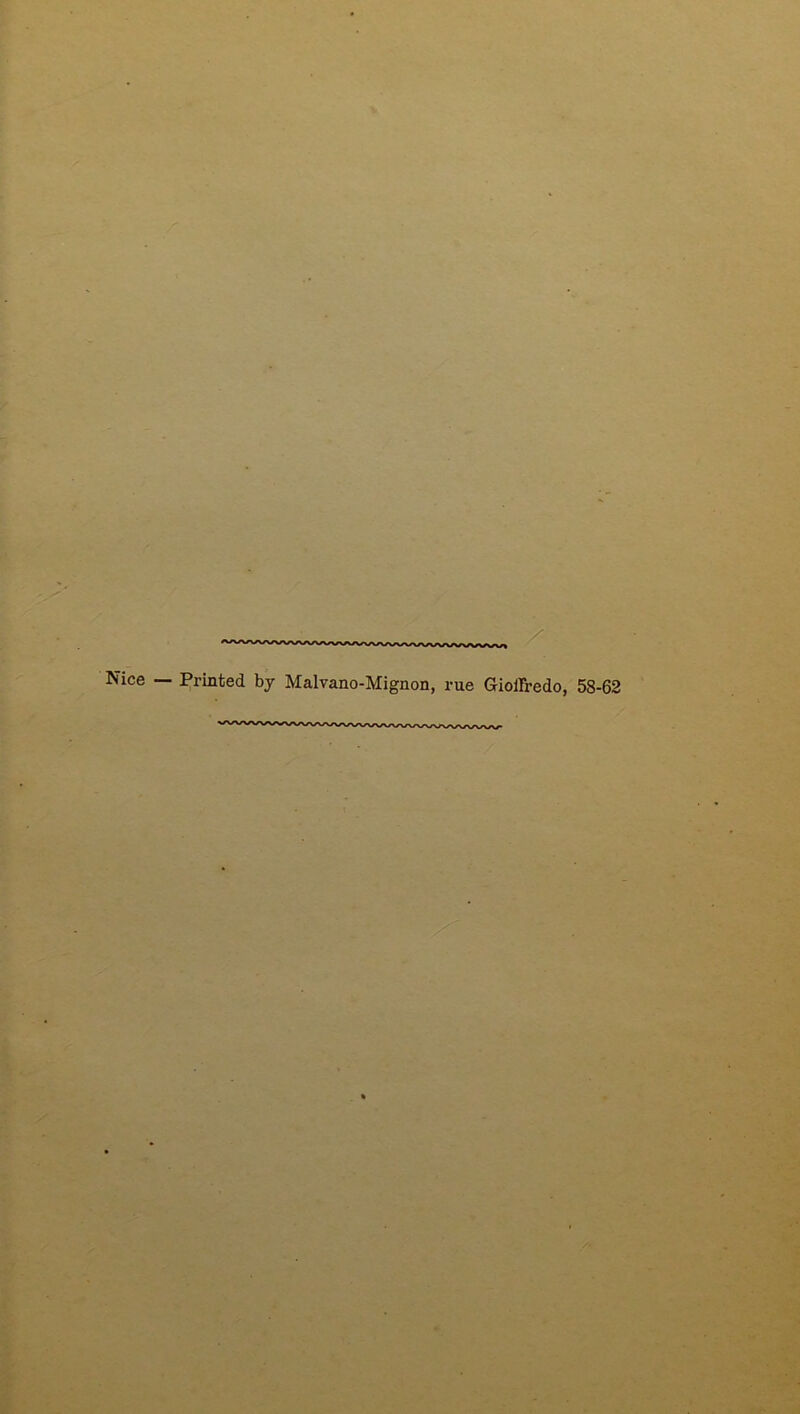 Nice — Printed by Malvano-Mignon, rue Gioffredo, 58-62